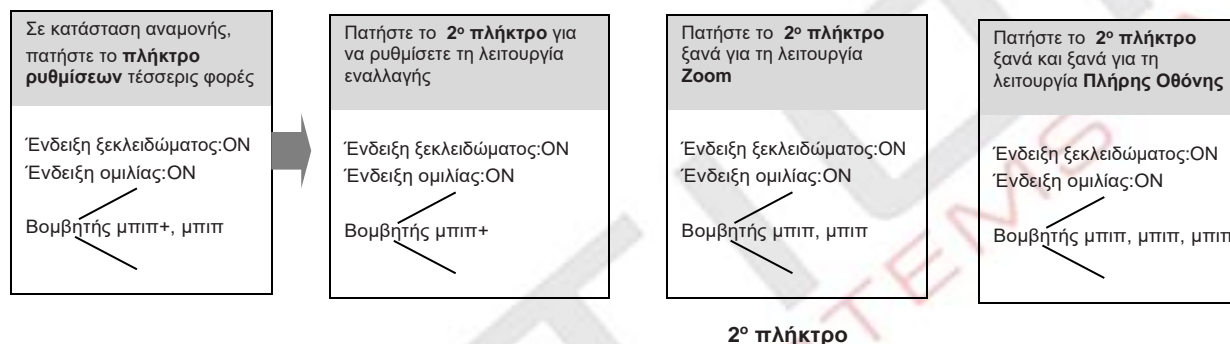 Σε κατάσταση αναμονής,
πατήστε το πλήκτρο
ρυθμίσεων τέσσερις φορές
Ένδειξη ξεκλειδώματος:ON
Ένδειξη ομιλίας:ON
Βομβητής μπιπ+, μπιπ
Πατήστε το 2ο πλήκτρο για
να ρυθμίσετε τη λειτουργία
εναλλαγής
Ένδειξη ξεκλειδώματος:ON
Ένδειξη ομιλίας:ON
Βομβητής μπιπ+
Πατήστε το 2ο πλήκτρο
ξανά για τη λειτουργία
Zoom
Ένδειξη ξεκλειδώματος:ON
Ένδειξη ομιλίας:ON
Βομβητής μπιπ, μπιπ
Πατήστε το 2ο πλήκτρο
ξανά και ξανά για τη
λειτουργία Πλήρης Οθόνης
Ένδειξη ξεκλειδώματος:ON
Ένδειξη ομιλίας:ON
Βομβητής μπιπ, μπιπ, μπιπ
2ο πλήκτρο